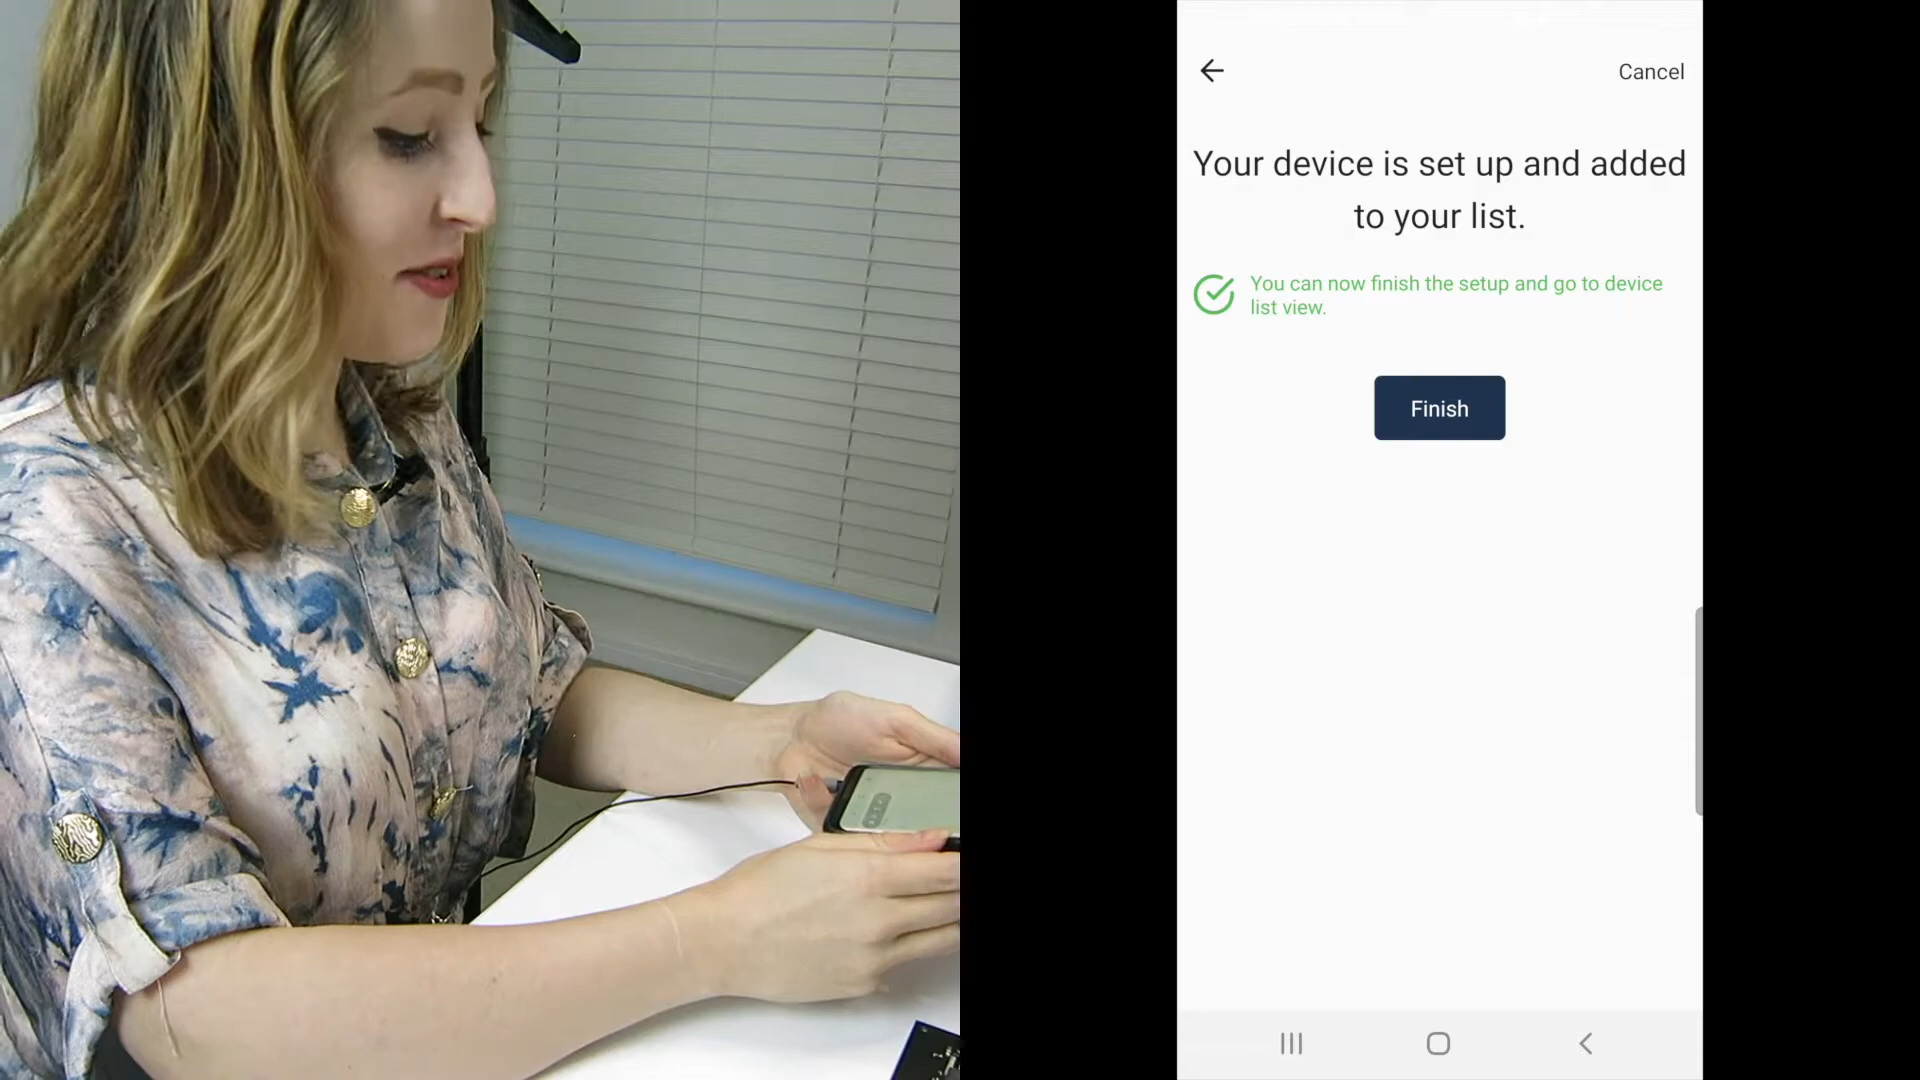 Cancel
Your device is set up and added
to your list.
You can now finish the setup and go to device
list view.
Finish